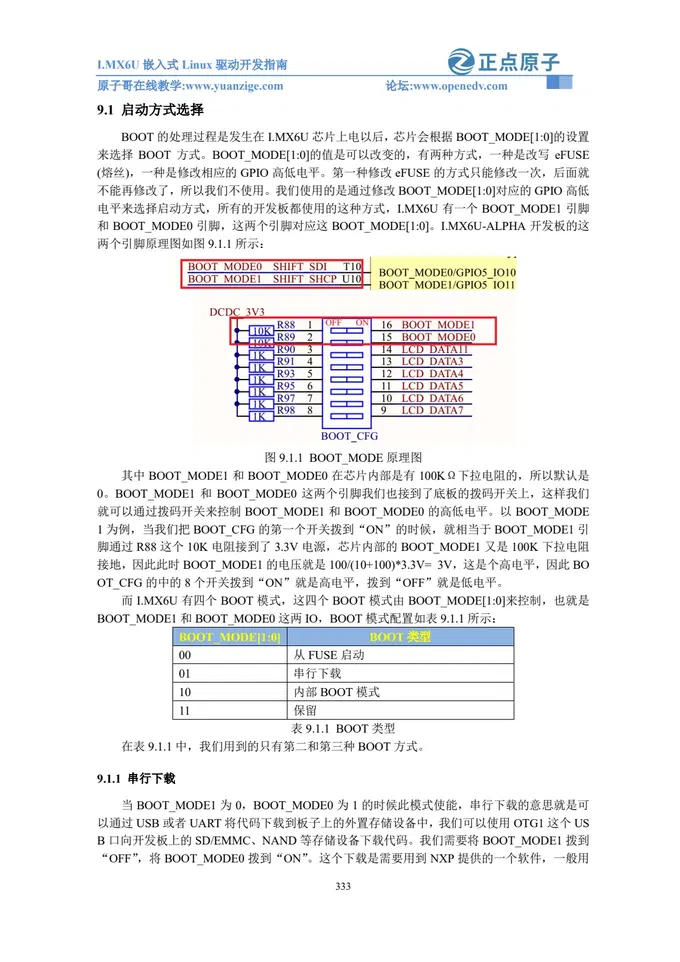 I.MX6U 嵌入式 Linux 驱动开发指南
正点原子
原子哥在线教学:www.yuanzige.com 论坛:www.openedv.com
9.1 启动方式选择
BOOT 的处理过程是发生在 I.MX6U 芯片上电以后，芯片会根据 BOOT_MODE[1:0]的设置
来选择 BOOT 方式。BOOT_MODE[1:0]的值是可以改变的，有两种方式，一种是改写 eFUSE
(熔丝)，一种是修改相应的 GPIO 高低电平。第一种修改 eFUSE 的方式只能修改一次，后面就
不能再修改了，所以我们不使用。我们使用的是通过修改 BOOT_MODE[1:0]对应的 GPIO 高低
电平来选择启动方式，所有的开发板都使用的这种方式，I.MX6U 有一个 BOOT_MODE1 引脚
和 BOOT_MODE0 引脚，这两个引脚对应这 BOOT_MODE[1:0]。I.MX6U-ALPHA 开发板的这
两个引脚原理图如图 9.1.1 所示：
BOOT_MODE0 SHIFT_SDI T10 BOOT_MODE0/GPIO5_IO10
BOOT_MODE1 SHIFT_SHCP U10 BOOT_MODE1/GPIO5_IO11
DCDC_3V3
OFF ON
10K R88 1 16 BOOT_MODE1
10K R89 2 15 BOOT_MODE0
1K R90 3 14 LCD_DATA11
1K R91 4 13 LCD_DATA3
1K R93 5 12 LCD_DATA4
1K R95 6 11 LCD_DATA5
1K R97 7 10 LCD_DATA6
1K R98 8 9 LCD_DATA7
BOOT_CFG
图 9.1.1 BOOT_MODE 原理图
其中 BOOT_MODE1 和 BOOT_MODE0 在芯片内部是有 100KΩ下拉电阻的，所以默认是
0。BOOT_MODE1 和 BOOT_MODE0 这两个引脚我们也接到了底板的拨码开关上，这样我们
就可以通过拨码开关来控制 BOOT_MODE1 和 BOOT_MODE0 的高低电平。以 BOOT_MODE
1 为例，当我们把 BOOT_CFG 的第一个开关拨到“ON”的时候，就相当于 BOOT_MODE1 引
脚通过 R88 这个 10K 电阻接到了 3.3V 电源，芯片内部的 BOOT_MODE1 又是 100K 下拉电阻
接地，因此此时 BOOT_MODE1 的电压就是 100/(10+100)*3.3V= 3V，这是个高电平，因此 BO
OT_CFG 的中的 8 个开关拨到“ON”就是高电平，拨到“OFF”就是低电平。
而 I.MX6U 有四个 BOOT 模式，这四个 BOOT 模式由 BOOT_MODE[1:0]来控制，也就是
BOOT_MODE1 和 BOOT_MODE0 这两 IO，BOOT 模式配置如表 9.1.1 所示：
BOOT_MODE[1:0] BOOT 类型
00 从 FUSE 启动
01 串行下载
10 内部 BOOT 模式
11 保留
表 9.1.1 BOOT 类型
在表 9.1.1 中，我们用到的只有第二和第三种 BOOT 方式。
9.1.1 串行下载
当 BOOT_MODE1 为 0，BOOT_MODE0 为 1 的时候此模式使能，串行下载的意思就是可
以通过 USB 或者 UART 将代码下载到板子上的外置存储设备中，我们可以使用 OTG1 这个 US
B 口向开发板上的 SD/EMMC、NAND 等存储设备下载代码。我们需要将 BOOT_MODE1 拨到
“OFF”，将 BOOT_MODE0 拨到“ON”。这个下载是需要用到 NXP 提供的一个软件，一般用
333